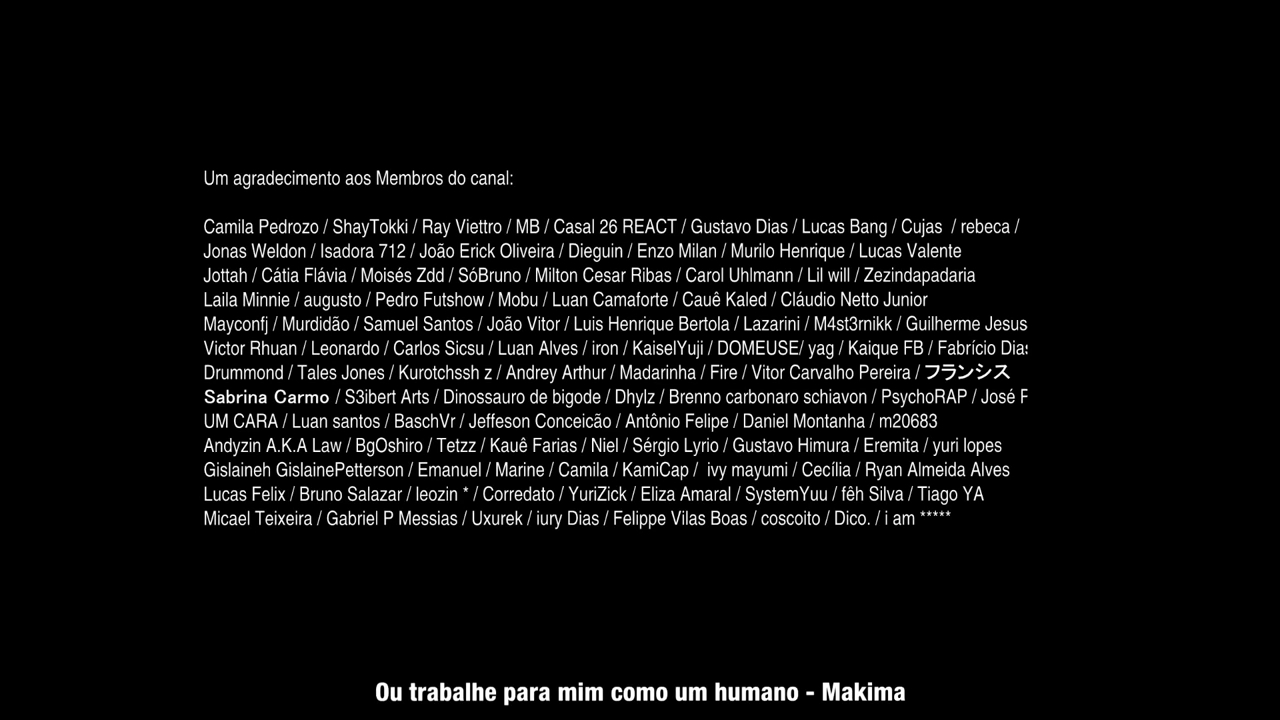 Um agradecimento aos Membros do canal:
Camila Pedrozo / ShayTokki / Ray Viettro / MB / Casal 26 REACT / Gustavo Dias / Lucas Bang / Cujas  / rebeca /
Jonas Weldon / Isadora 712 / João Erick Oliveira / Dieguin / Enzo Milan / Murilo Henrique / Lucas Valente
Jottah / Cátia Flávia / Moisés Zdd / SóBruno / Milton Cesar Ribas / Carol Uhlmann / Lil will / Zezindapadaria
Laila Minnie / augusto / Pedro Futshow / Mobu / Luan Camaforte / Cauê Kaled / Cláudio Netto Junior
Mayconfj / Murdidão / Samuel Santos / João Vitor / Luis Henrique Bertola / Lazarini / M4st3rnikk / Guilherme Jesus
Victor Rhuan / Leonardo / Carlos Sicsu / Luan Alves / iron / KaiselYuji / DOMEUSE/ yag / Kaique FB / Fabrício Dias
Drummond / Tales Jones / Kurotchssh z / Andrey Arthur / Madarinha / Fire / Vitor Carvalho Pereira / フランシス
Sabrina Carmo / S3ibert Arts / Dinossauro de bigode / Dhylz / Brenno carbonaro schiavon / PsychoRAP / José
UM CARA / Luan santos / BaschVr / Jeffeson Conceicão / Antônio Felipe / Daniel Montanha / m20683
Andyzin A.K.A Law / BgOshiro / Tetzz / Kauê Farias / Niel / Sérgio Lyrio / Gustavo Himura / Eremita / yuri lopes
Gislaineh GislainePetterson / Emanuel / Marine / Camila / KamiCap /  ivy mayumi / Cecília / Ryan Almeida Alves
Lucas Felix / Bruno Salazar / leozin * / Corredato / YuriZick / Eliza Amaral / SystemYuu / fêh Silva / Tiago YA
Micael Teixeira / Gabriel P Messias / Uxurek / iury Dias / Felippe Vilas Boas / coscoito / Dico. / i am *****
Ou trabalhe para mim como um humano - Makima